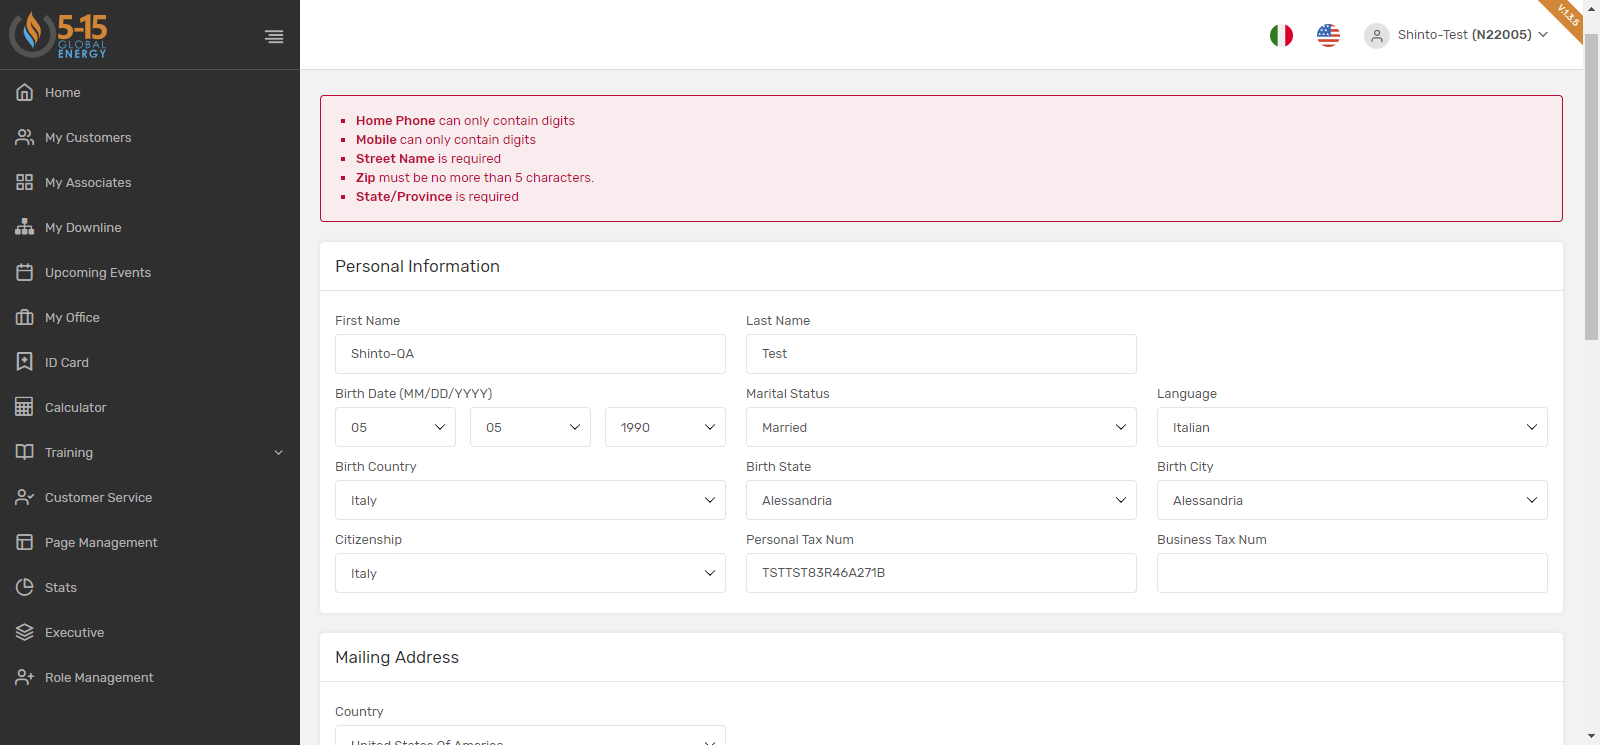 5-15
GLOBAL
ENERGY
Shinto-Test (N22005)
V.1.3.5
Home
My Customers
My Associates
My Downline
Upcoming Events
My Office
ID Card
Calculator
Training
Customer Service
Page Management
Stats
Executive
Role Management
Home Phone can only contain digits
Mobile can only contain digits
Street Name is required
Zip must be no more than 5 characters.
State/Province is required
Personal Information
First Name
Last Name
Shinto-QA
Test
Birth Date (MM/DD/YYYY)
Marital Status
Language
05
05
1990
Married
Italian
Birth Country
Birth State
Birth City
Italy
Alessandria
Alessandria
Citizenship
Personal Tax Num
Business Tax Num
Italy
TSTTST83R46A271B
Mailing Address
Country
United States Of America